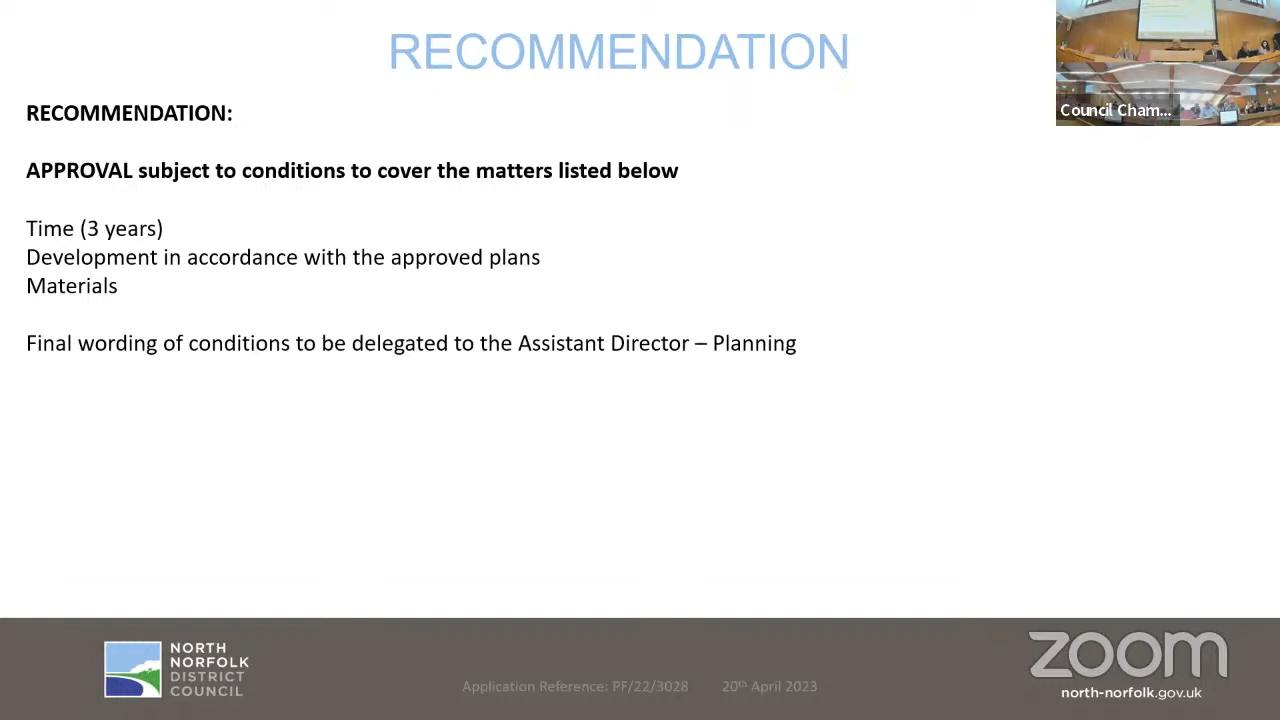 RECOMMENDATION
Council Cham...
RECOMMENDATION:
APPROVAL subject to conditions to cover the matters listed below
Time (3 years)
Development in accordance with the approved plans
Materials
Final wording of conditions to be delegated to the Assistant Director – Planning
NORTH
NORFOLK
DISTRICT
COUNCIL
Application Reference: PF/22/3028 20th April 2023
zoom
north-norfolk.gov.uk